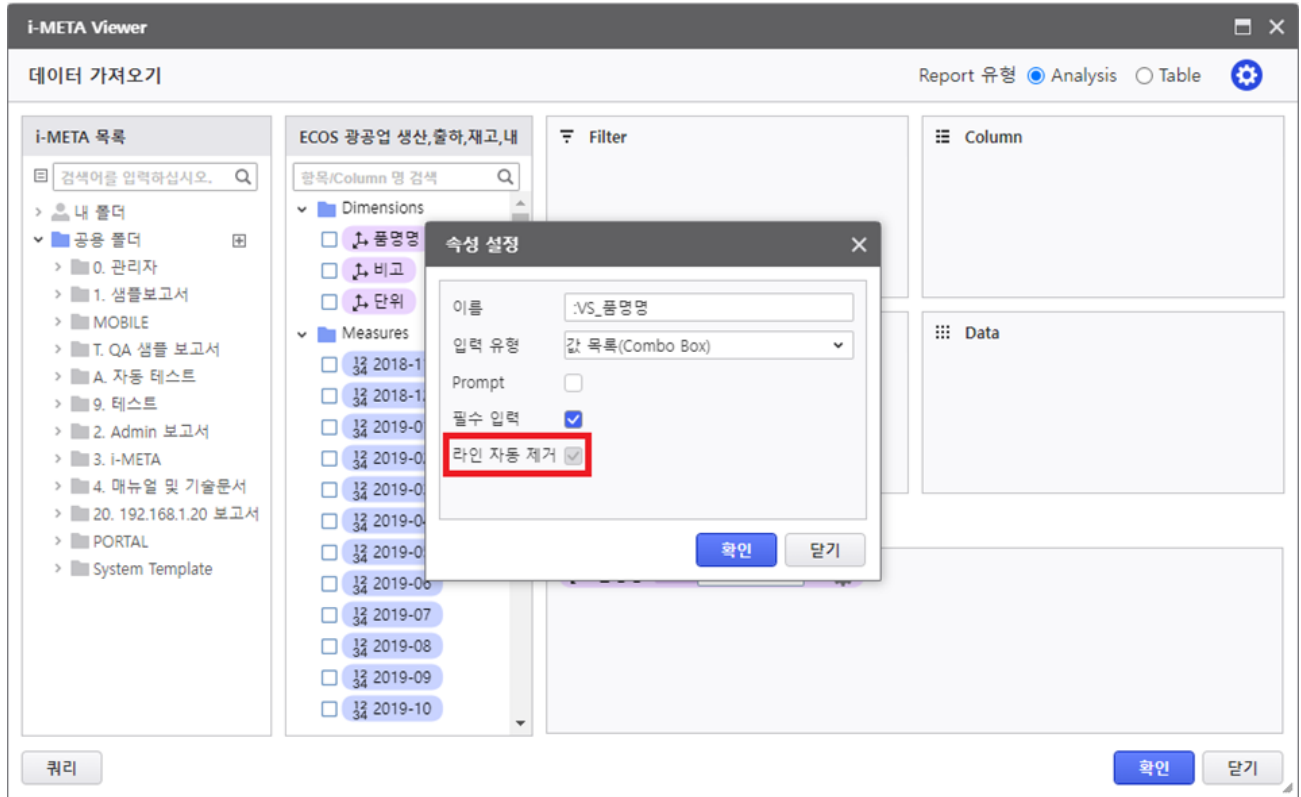 i-META Viewer
데이터 가져오기
Report 유형 Analysis Table
i-META 목록
검색어를 입력하십시오.
내 폴더
공용 폴더
0. 관리자
1. 샘플보고서
MOBILE
T. QA 샘플 보고서
A. 자동 테스트
9. 테스트
2. Admin 보고서
3. i-META
4. 매뉴얼 및 기술문서
20. 192.168.1.20 보고서
PORTAL
System Template
ECOS 광공업 생산,출하,재고,내
항목/Column 명 검색
Dimensions
품명명
비고
단위
Measures
2018-1
2018-1
2019-0
2019-0
2019-0
2019-0
2019-0
2019-06
2019-07
2019-08
2019-09
2019-10
Filter
Column
Data
속성 설정
이름 :VS_품명명
입력 유형 값 목록(Combo Box)
Prompt
필수 입력
라인 자동 제거
확인 닫기
쿼리
확인 닫기